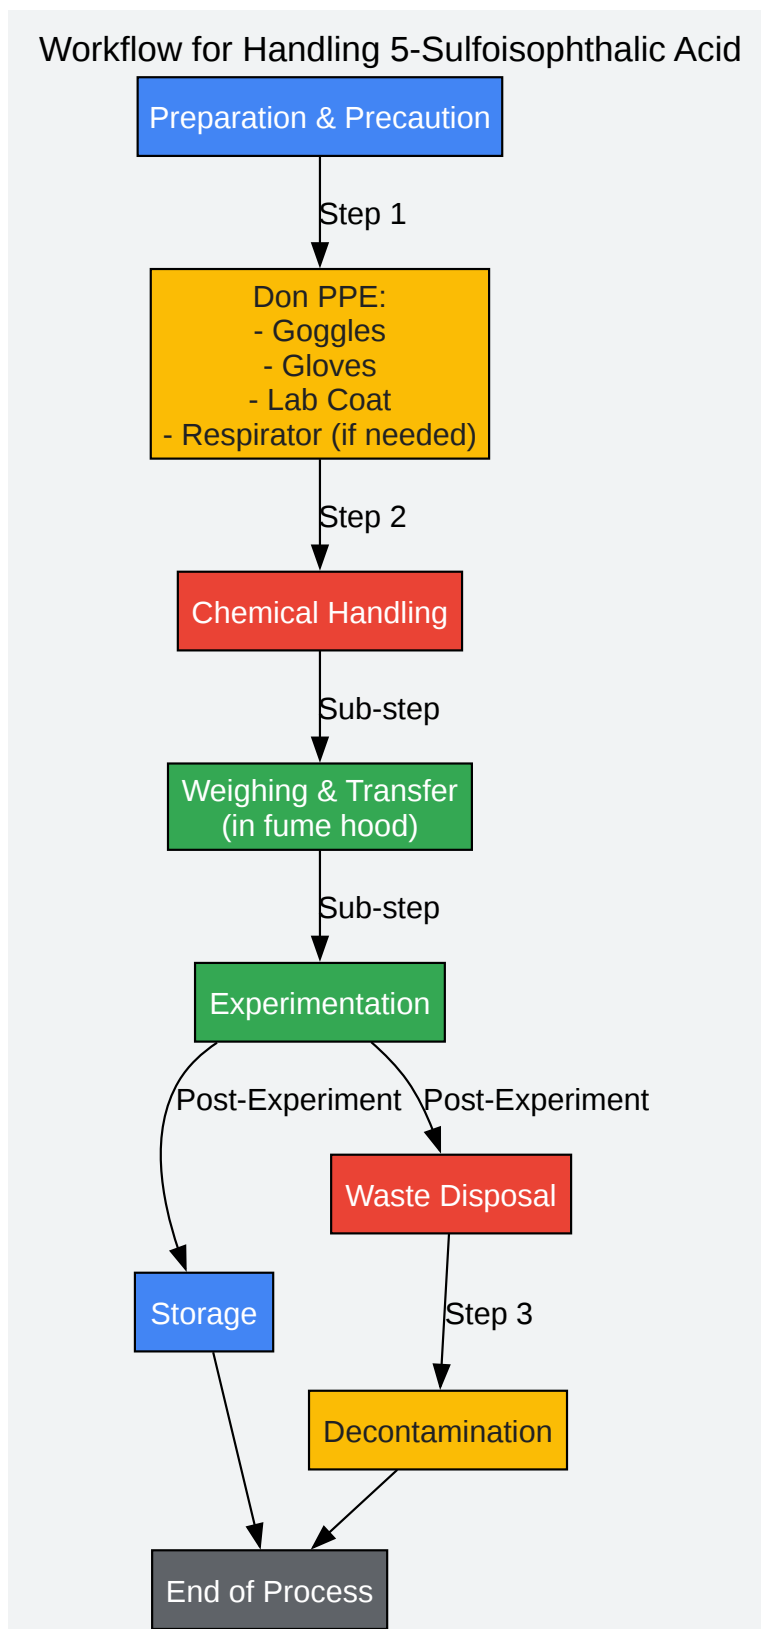 Workflow for Handling 5-Sulfoisophthalic Acid
Preparation & Precaution
Step 1
Don PPE:
- Goggles
- Gloves
- Lab Coat
- Respirator (if needed)
Step 2
Chemical Handling
Sub-step
Weighing & Transfer
(in fume hood)
Sub-step
Experimentation
Post-Experiment
Post-Experiment
Waste Disposal
Storage
Step 3
Decontamination
End of Process